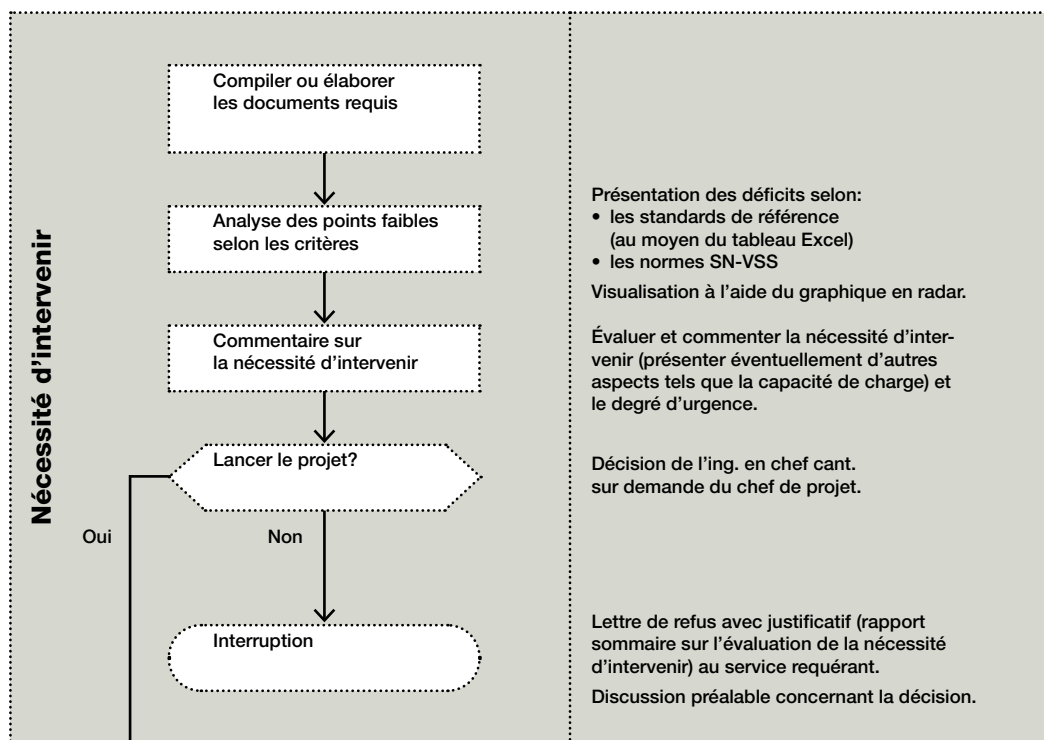 Nécessité d'intervenir
Compiler ou élaborer
les documents requis
Analyse des points faibles
selon les critères
Présentation des déficits selon:
• les standards de référence
(au moyen du tableau Excel)
• les normes SN-VSS
Visualisation à l'aide du graphique en radar.
Commentaire sur
la nécessité d'intervenir
Évaluer et commenter la nécessité d'inter-
venir (présenter éventuellement d'autres
aspects tels que la capacité de charge) et
le degré d'urgence.
Lancer le projet?
Décision de l'ing. en chef cant.
sur demande du chef de projet.
Oui
Non
Interruption
Lettre de refus avec justificatif (rapport
sommaire sur l'évaluation de la nécessité
d'intervenir) au service requérant.
Discussion préalable concernant la décision.